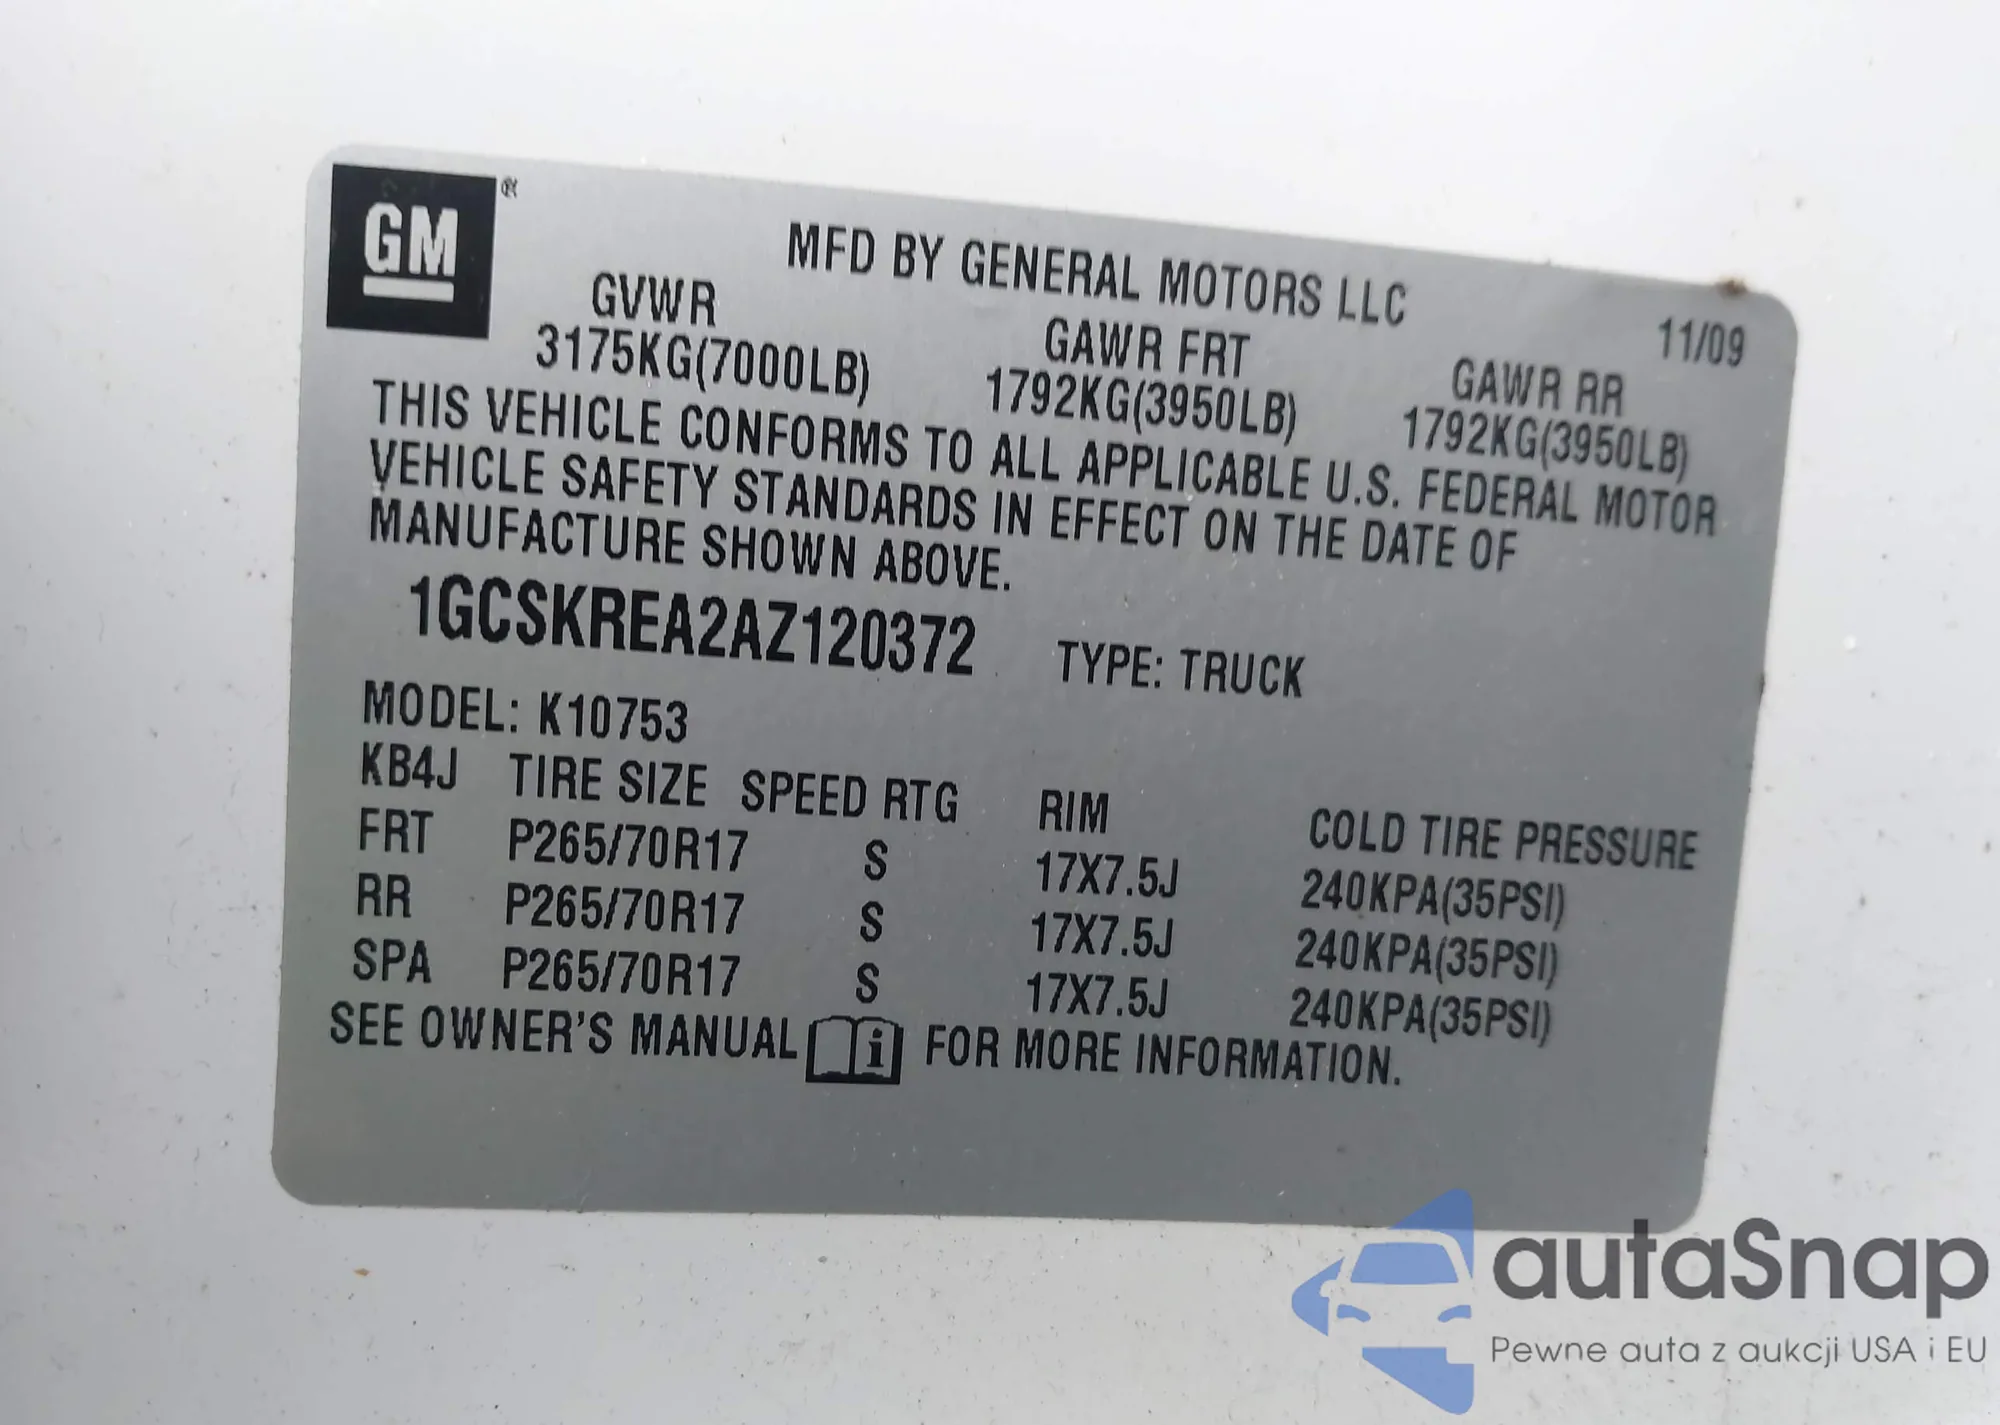 GM®
MFD BY GENERAL MOTORS LLC
11/09
GVWR GAWR FRT GAWR RR
3175KG(7000LB) 1792KG(3950LB) 1792KG(3950LB)
THIS VEHICLE CONFORMS TO ALL APPLICABLE U.S. FEDERAL MOTOR
VEHICLE SAFETY STANDARDS IN EFFECT ON THE DATE OF
MANUFACTURE SHOWN ABOVE.
1GCSKREA2AZ120372 TYPE: TRUCK
MODEL: K10753
KB4J TIRE SIZE SPEED RTG RIM COLD TIRE PRESSURE
FRT P265/70R17 S 17X7.5J 240KPA(35PSI)
RR P265/70R17 S 17X7.5J 240KPA(35PSI)
SPA P265/70R17 S 17X7.5J 240KPA(35PSI)
SEE OWNER'S MANUAL i FOR MORE INFORMATION.
autaSnap
Pewne auta z aukcji USA i EU